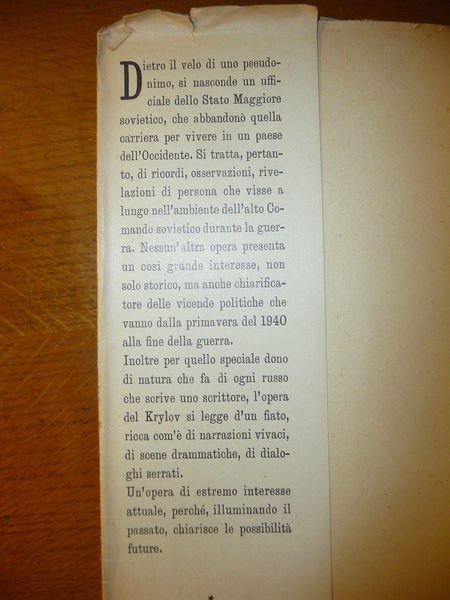 Dietro il velo di uno pseudo-
nimo, si nasconde un uffi-
ciale dello Stato Maggiore
sovietico, che abbandonò quella
carriera per vivere in un paese
dell'Occidente. Si tratta, pertan-
to, di ricordi, osservazioni, rive-
lazioni di persona che visse a
lungo nell'ambiente dell'alto Co-
mando sovietico durante la guer-
ra. Nessun'altra opera presenta
un così grande interesse, non
solo storico, ma anche chiarifica-
tore delle vicende politiche che
vanno dalla primavera del 1940
alla fine della guerra.
Inoltre per quello speciale dono
di natura che fa di ogni russo
che scrive uno scrittore, l'opera
del Krylov si legge d'un fiato,
ricca com'è di narrazioni vivaci,
di scene drammatiche, di dialo-
ghi serrati.
Un'opera di estremo interesse
attuale, perché, illuminando il
passato, chiarisce le possibilità
future.
*